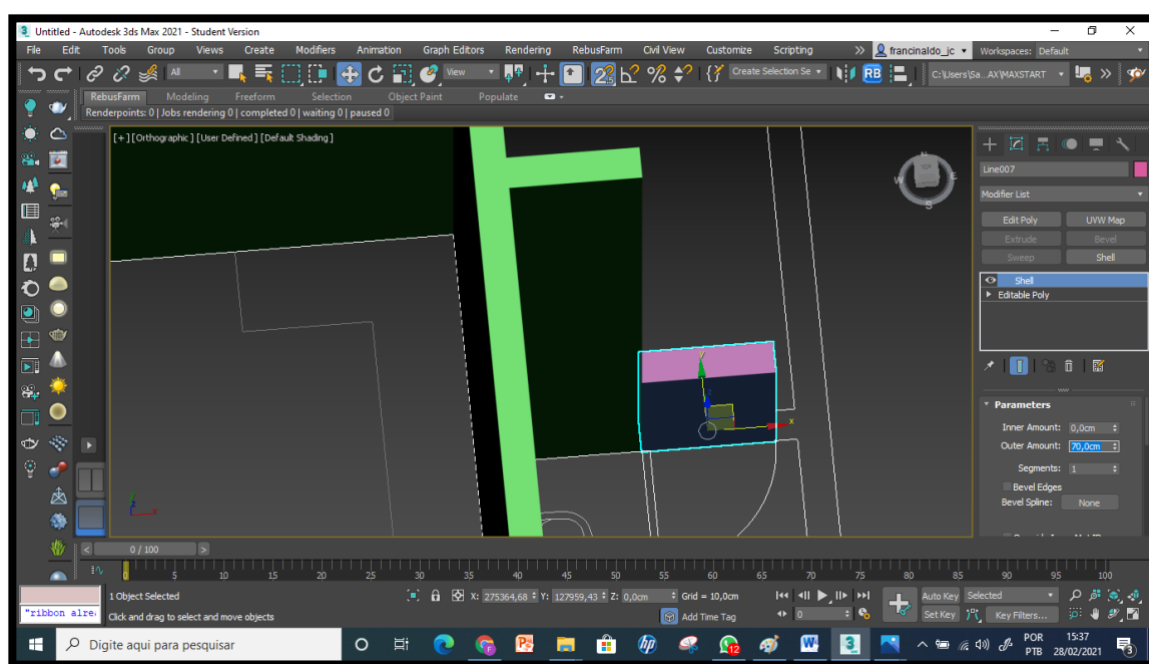 Untitled - Autodesk 3ds Max 2021 - Student Version
File Edit Tools Group Views Create Modifiers Animation Graph Editors Rendering RebusFarm Civil View Customize Scripting francinaldo_jc Workspaces: Default
All View Create Selection Se RB C:\Users\Sa...AX\MAXSTART
RebusFarm Modeling Freeform Selection Object Paint Populate
Renderpoints: 0 | Jobs rendering 0 | completed 0 | waiting 0 | paused 0
[+] [Orthographic] [User Defined] [Default Shading]
N
W E
S
Line007
Modifier List
Edit Poly UVW Map
Extrude Bevel
Sweep Shell
Shell
Editable Poly
Parameters
Inner Amount: 0,0cm
Outer Amount: 70,0cm
Segments: 1
Bevel Edges
Bevel Spline: None
y
x
0 / 100
0 5 10 15 20 25 30 35 40 45 50 55 60 65 70 75 80 85 90 95 100
1 Object Selected X: 275364,68 Y: 127959,43 Z: 0,0cm Grid = 10,0cm Auto Key Selected
"ribbon alre Click and drag to select and move objects Add Time Tag 0 Set Key Key Filters...
Digite aqui para pesquisar 12 POR 15:37
PTB 28/02/2021 3